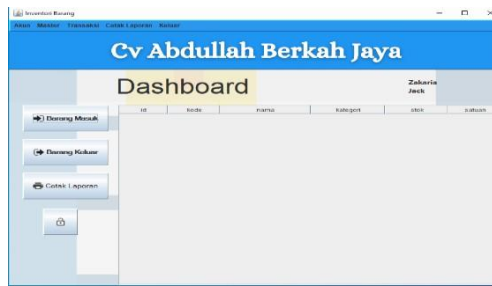 Inventori Barang
Akun Master Transaksi Cetak Laporan Keluar
Cv Abdullah Berkah Jaya
Dashboard
Zakaria
Jack
id kode nama kategori stok satuan
Barang Masuk
Barang Keluar
Cetak Laporan